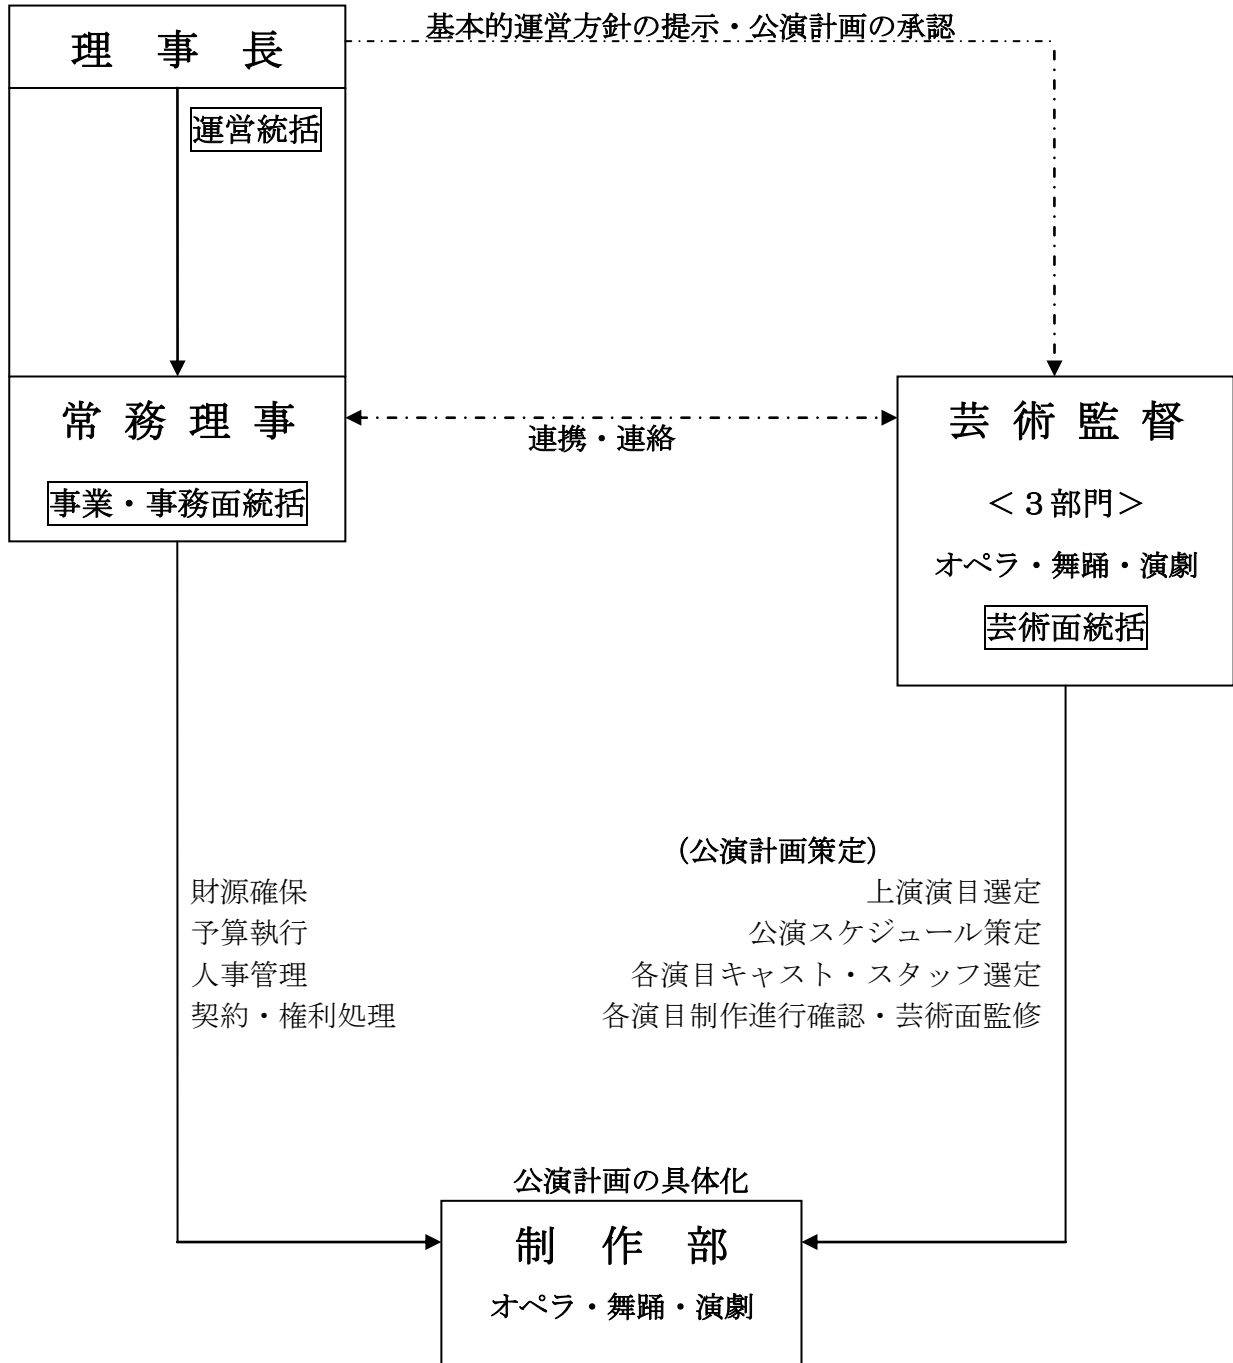 理事長
基本的運営方針の提示・公演計画の承認
運営統括
常務理事
事業・事務面統括
連携・連絡
芸術監督
＜３部門＞
オペラ・舞踊・演劇
芸術面統括
財源確保
予算執行
人事管理
契約・権利処理
（公演計画策定）
上演演目選定
公演スケジュール策定
各演目キャスト・スタッフ選定
各演目制作進行確認・芸術面監修
公演計画の具体化
制作部
オペラ・舞踊・演劇